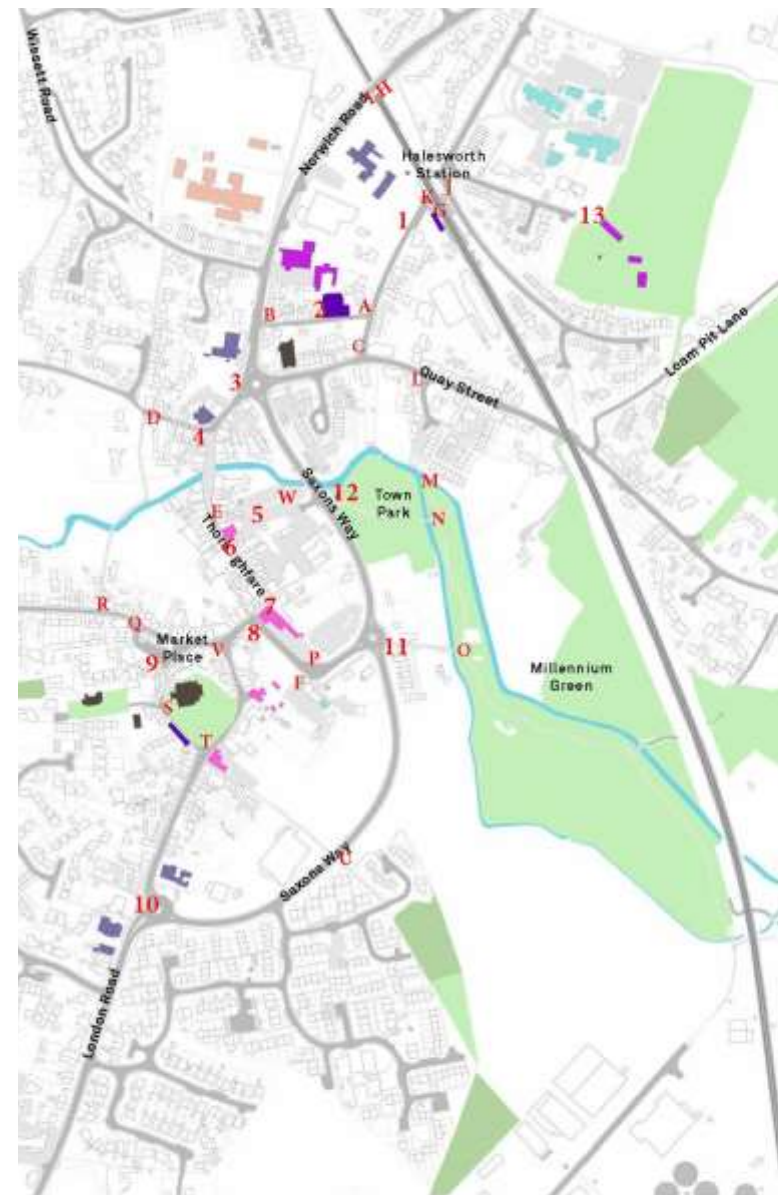 Wissett Road
Norwich Road
LH
Halesworth
Station
J
K
G
1
13
2
A
B
C
Loam Pit Lane
3
L
Quay Street
D
4
Saxons Way
M
W
12
Town
Park
E
5
N
Thoroughfare
6
R
Q
7
8
Market
Place
V
9
P
11
O
F
Millennium
Green
S
T
Saxons Way
U
10
London Road